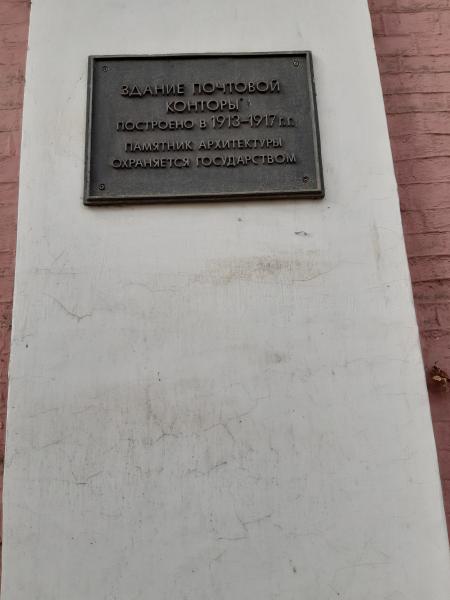 ЗДАНИЕ ПОЧТОВОЙ
КОНТОРЫ
ПОСТРОЕНО В 1913-1917 г.г.
ПАМЯТНИК АРХИТЕКТУРЫ
ОХРАНЯЕТСЯ ГОСУДАРСТВОМ